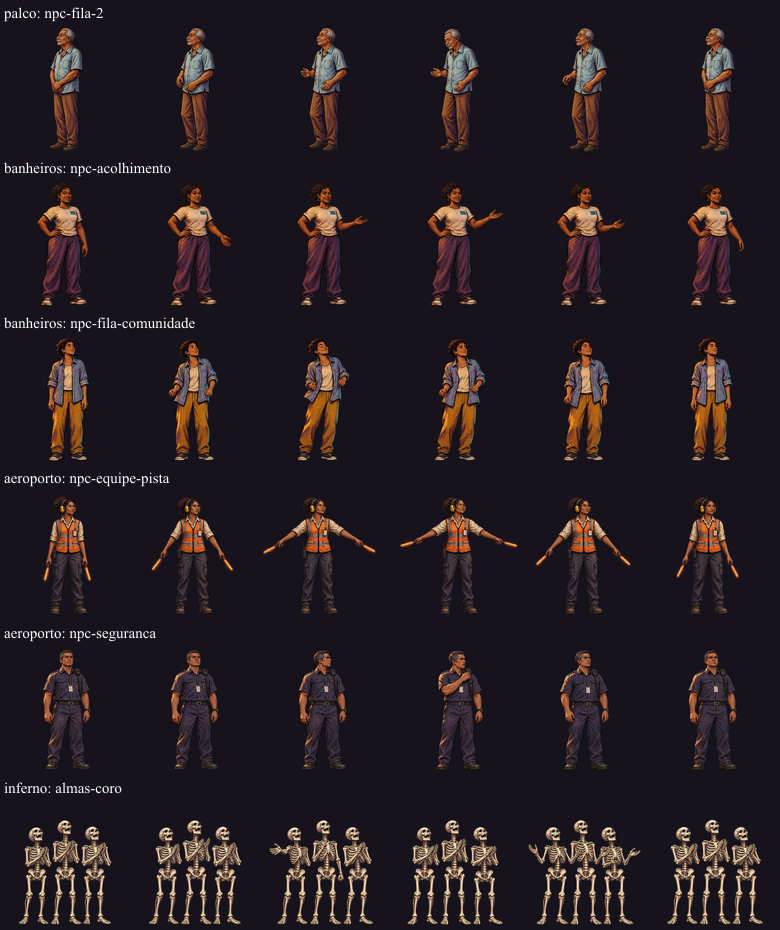 palco: npc-fila-2
banheiros: npc-acolhimento
banheiros: npc-fila-comunidade
aeroporto: npc-equipe-pista
aeroporto: npc-seguranca
inferno: almas-coro